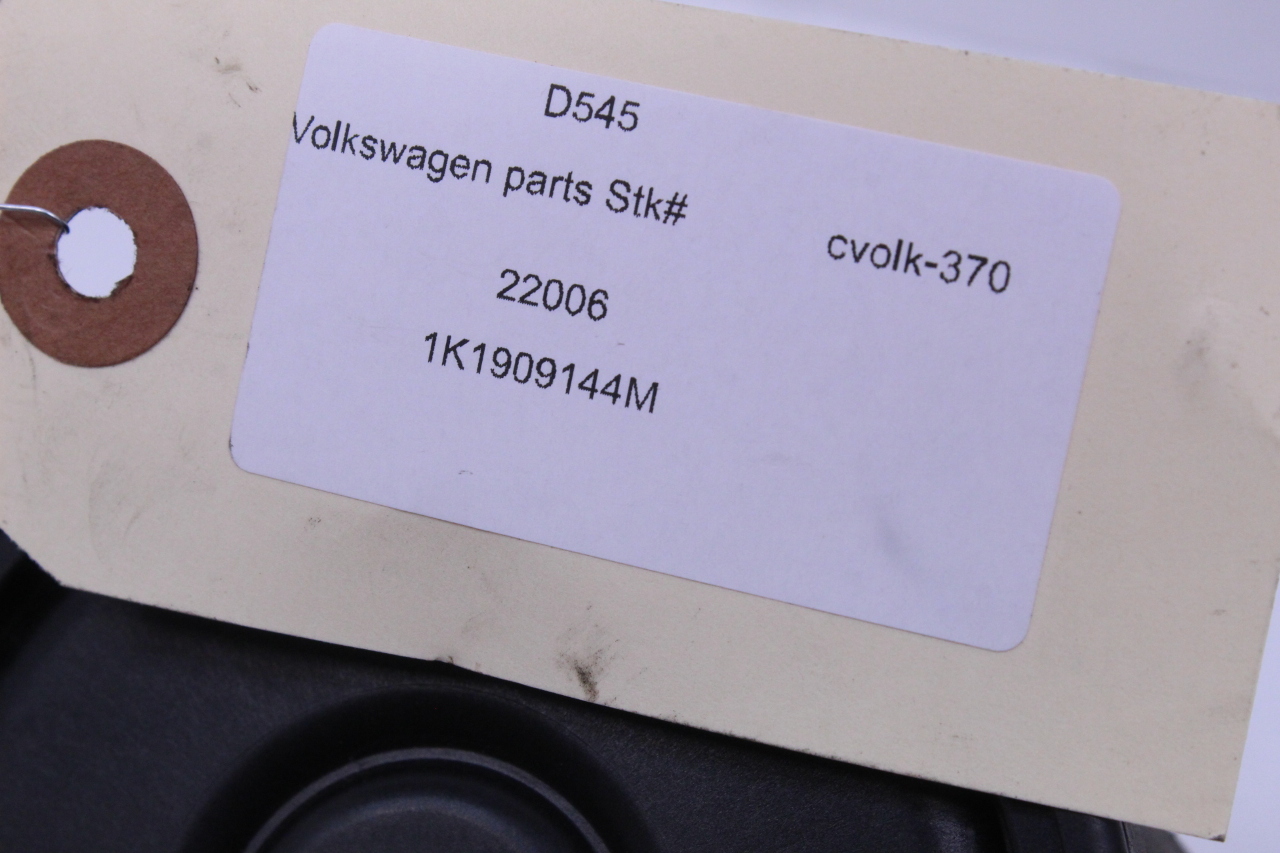 D545
Volkswagen parts Stk#
cvolk-370
22006
1K1909144M